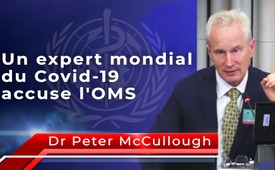 Un expert mondial
du Covid-19
accuse l'OMS
Dr Peter McCullough